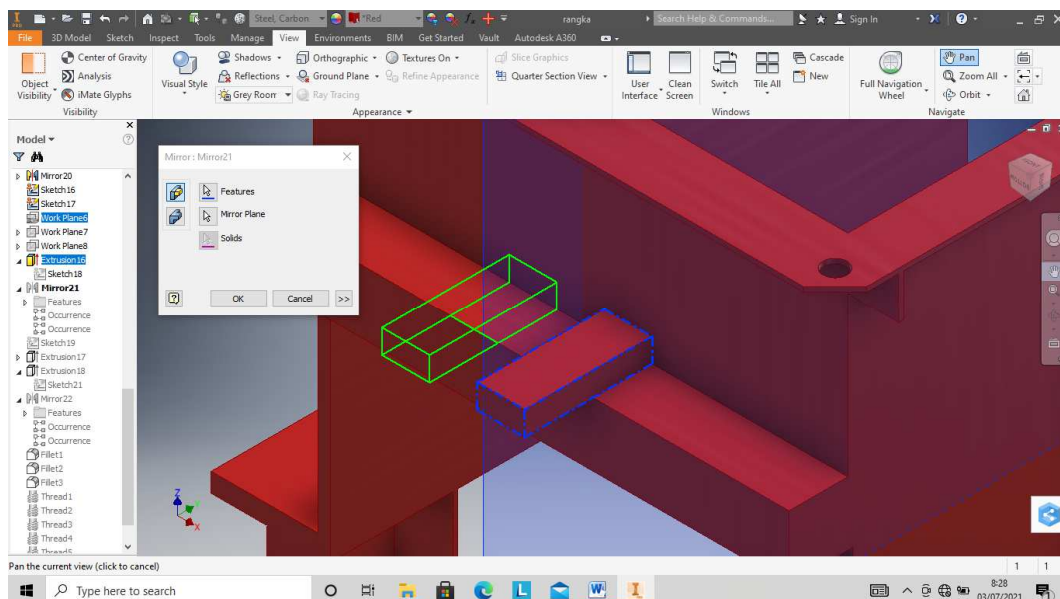 I PRO Steel, Carbon *Red fx rangka Search Help & Commands... Sign In
File 3D Model Sketch Inspect Tools Manage View Environments BIM Get Started Vault Autodesk A360
Center of Gravity
Analysis
iMate Glyphs
Object Visibility
Visibility
Visual Style
Shadows Orthographic Textures On
Reflections Ground Plane Refine Appearance
Grey Room Ray Tracing
Appearance
Slice Graphics
Quarter Section View
User Interface
Clean Screen
Switch
Tile All
Cascade
New
Windows
Full Navigation Wheel
Pan
Zoom All
Orbit
Navigate
Model
Mirror20
Sketch16
Sketch17
Work Plane6
Work Plane7
Work Plane8
Extrusion16
Sketch18
Mirror21
Features
Occurrence
Occurrence
Sketch19
Extrusion17
Extrusion18
Sketch21
Mirror22
Features
Occurrence
Occurrence
Fillet1
Fillet2
Fillet3
Thread1
Thread2
Thread3
Thread4
Thread5
Mirror : Mirror21
Features
Mirror Plane
Solids
OK Cancel >>
Z
Y
X
Pan the current view (click to cancel)
1 1
Type here to search
L W I
8:28
03/07/2021